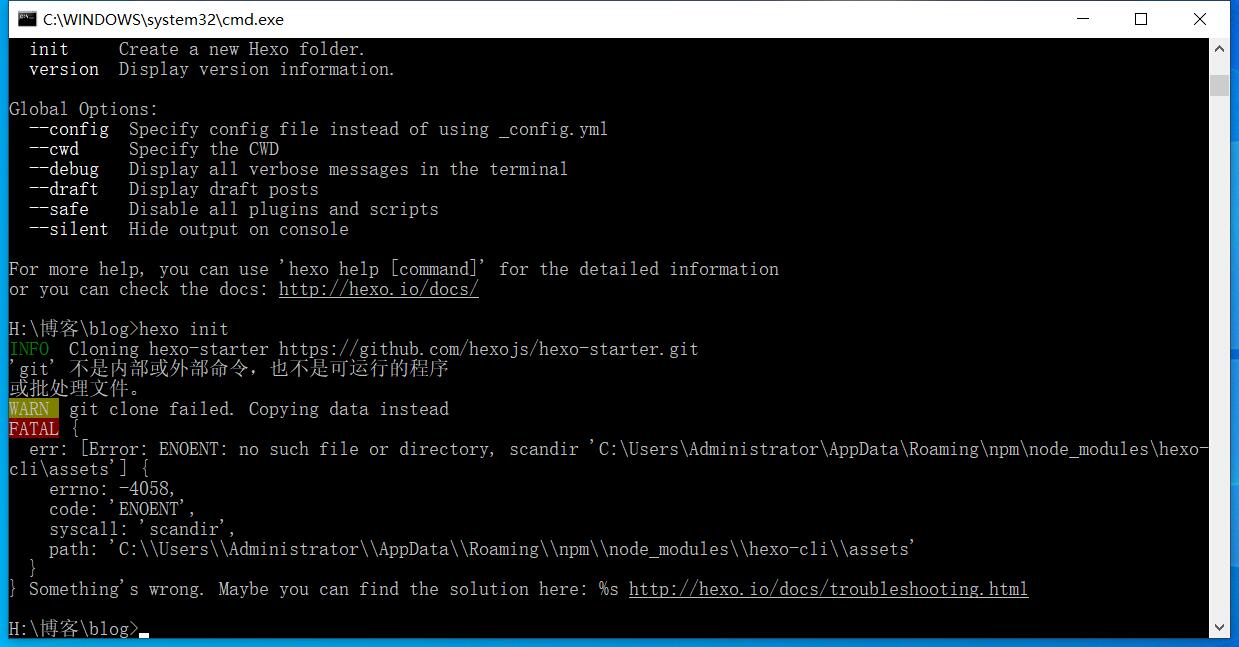 C:\WINDOWS\system32\cmd.exe
init     Create a new Hexo folder.
version  Display version information.
Global Options:
--config  Specify config file instead of using _config.yml
--cwd     Specify the CWD
--debug   Display all verbose messages in the terminal
--draft   Display draft posts
--safe    Disable all plugins and scripts
--silent  Hide output on console
For more help, you can use 'hexo help [command]' for the detailed information
or you can check the docs: http://hexo.io/docs/
H:\博客\blog>hexo init
INFO  Cloning hexo-starter https://github.com/hexojs/hexo-starter.git
'git' 不是内部或外部命令，也不是可运行的程序
或批处理文件。
WARN  git clone failed. Copying data instead
FATAL {
err: [Error: ENOENT: no such file or directory, scandir 'C:\Users\Administrator\AppData\Roaming\npm\node_modules\hexo-
cli\assets'] {
errno: -4058,
code: 'ENOENT',
syscall: 'scandir',
path: 'C:\\Users\\Administrator\\AppData\\Roaming\\npm\\node_modules\\hexo-cli\\assets'
}
} Something's wrong. Maybe you can find the solution here: %s http://hexo.io/docs/troubleshooting.html
H:\博客\blog>